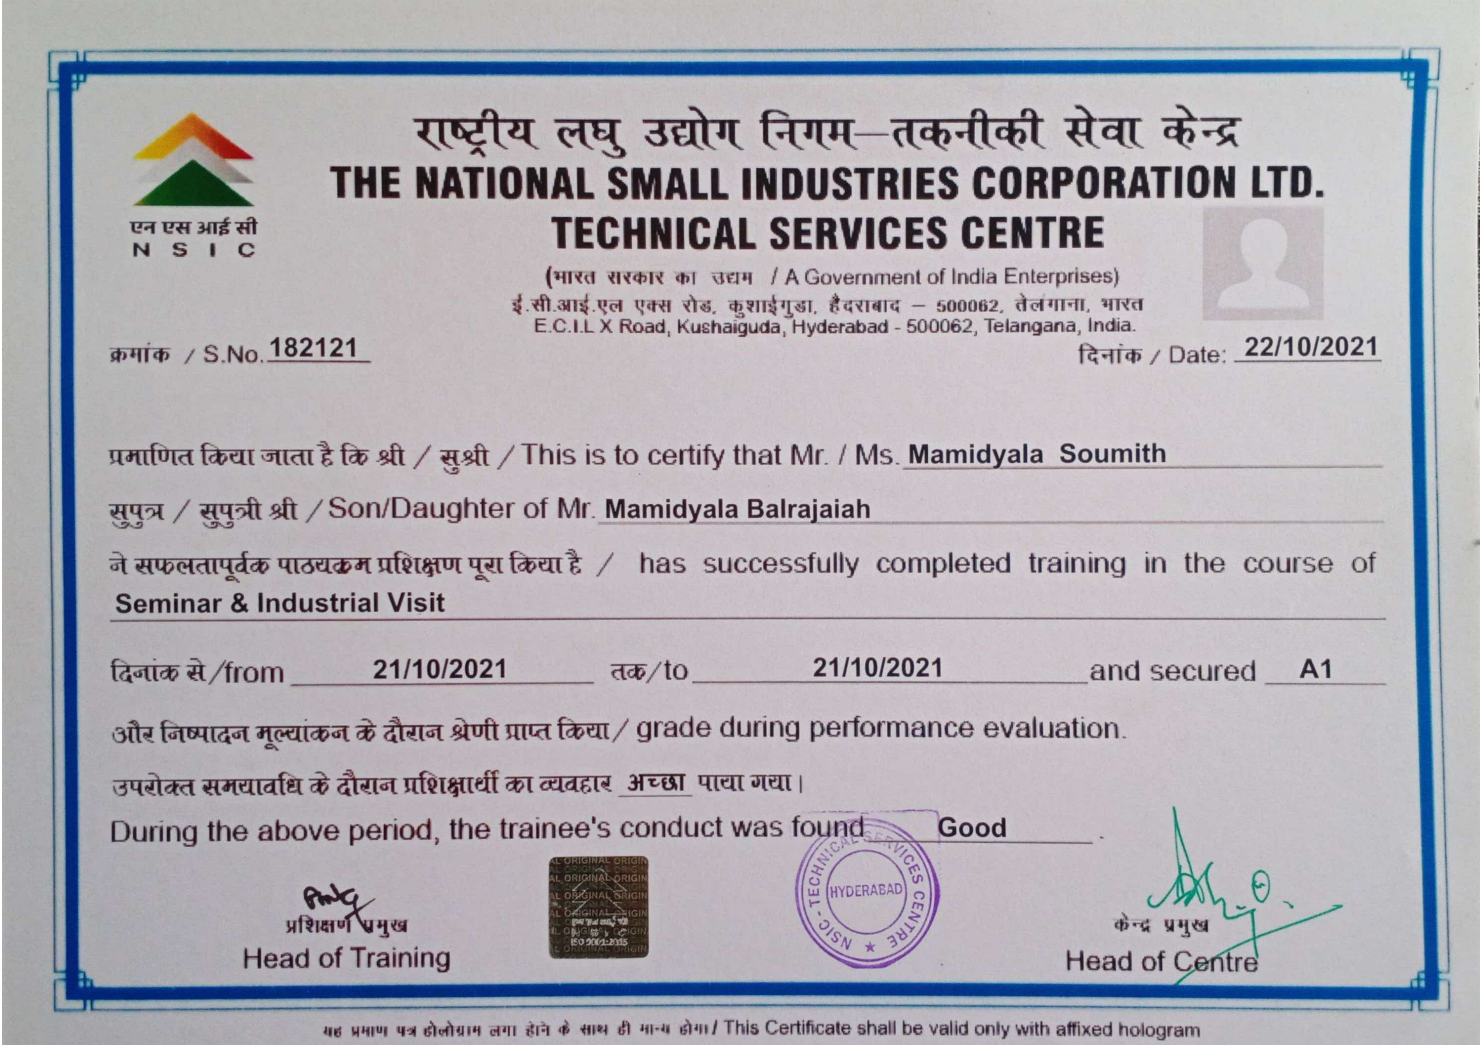 राष्ट्रीय लघु उद्योग निगम—तकनीकी सेवा केन्द्र
THE NATIONAL SMALL INDUSTRIES CORPORATION LTD.
TECHNICAL SERVICES CENTRE
एन एस आई सी
N S I C
(भारत सरकार का उद्यम / A Government of India Enterprises)
ई.सी.आई.एल एक्स रोड, कुशाईगुडा, हैदराबाद – 500062, तेलंगाना, भारत
E.C.I.L X Road, Kushaiguda, Hyderabad - 500062, Telangana, India.
क्रमांक / S.No. 182121
दिनांक / Date: 22/10/2021
प्रमाणित किया जाता है कि श्री / सुश्री / This is to certify that Mr. / Ms. Mamidyala Soumith
सुपुत्र / सुपुत्री श्री / Son/Daughter of Mr. Mamidyala Balrajaiah
ने सफलतापूर्वक पाठयक्रम प्रशिक्षण पूरा किया है / has successfully completed training in the course of
Seminar & Industrial Visit
दिनांक से /from 21/10/2021 तक/to 21/10/2021 and secured A1
और निष्पादन मूल्यांकन के दौरान श्रेणी प्राप्त किया / grade during performance evaluation.
उपरोक्त समयावधि के दौरान प्रशिक्षार्थी का व्यवहार अच्छा पाया गया।
During the above period, the trainee's conduct was found Good .
NSIC - TECHNICAL SERVICES CENTRE ★
HYDERABAD
ORIGINAL
ISO 9001:2015
प्रशिक्षण प्रमुख
Head of Training
केन्द्र प्रमुख
Head of Centre
यह प्रमाण पत्र होलोग्राम लगा होने के साथ ही मान्य होगा / This Certificate shall be valid only with affixed hologram